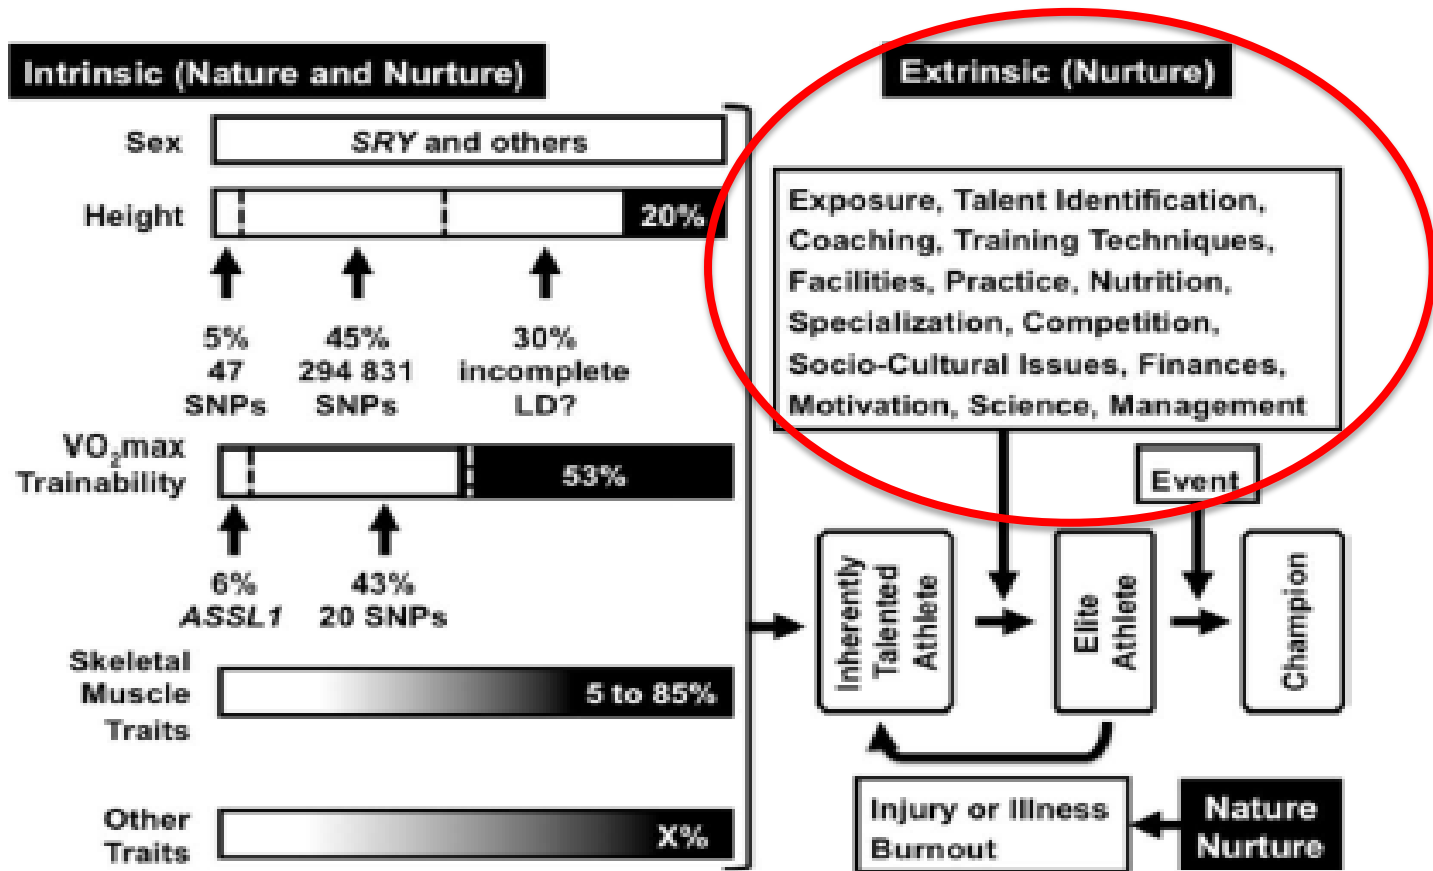 Intrinsic (Nature and Nurture)
Sex
SRY and others
Height
20%
5%
47
SNPs
45%
294 831
SNPs
30%
incomplete
LD?
VO₂max
Trainability
53%
6%
ASSL1
43%
20 SNPs
Skeletal
Muscle
Traits
5 to 85%
Other
Traits
X%
Extrinsic (Nurture)
Exposure, Talent Identification,
Coaching, Training Techniques,
Facilities, Practice, Nutrition,
Specialization, Competition,
Socio-Cultural Issues, Finances,
Motivation, Science, Management
Event
Inherently
Talented
Athlete
Elite
Athlete
Champion
Injury or Illness
Burnout
Nature
Nurture